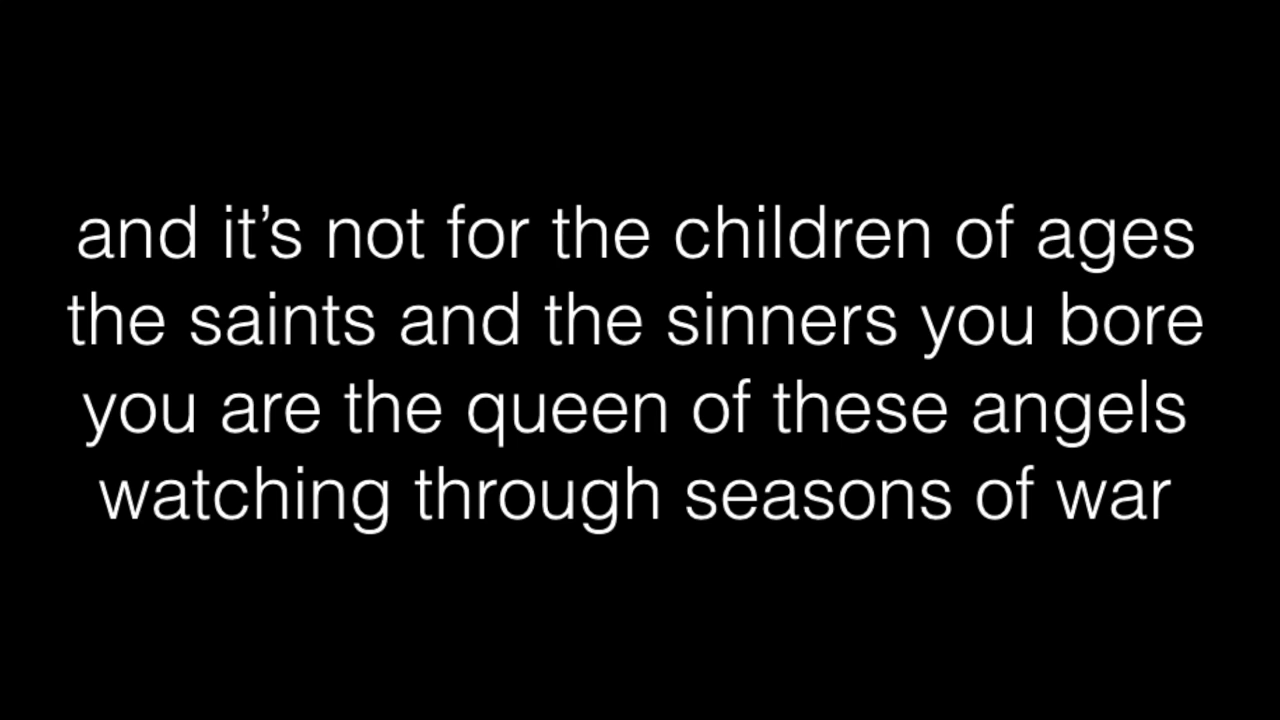 and it’s not for the children of ages
the saints and the sinners you bore
you are the queen of these angels
watching through seasons of war